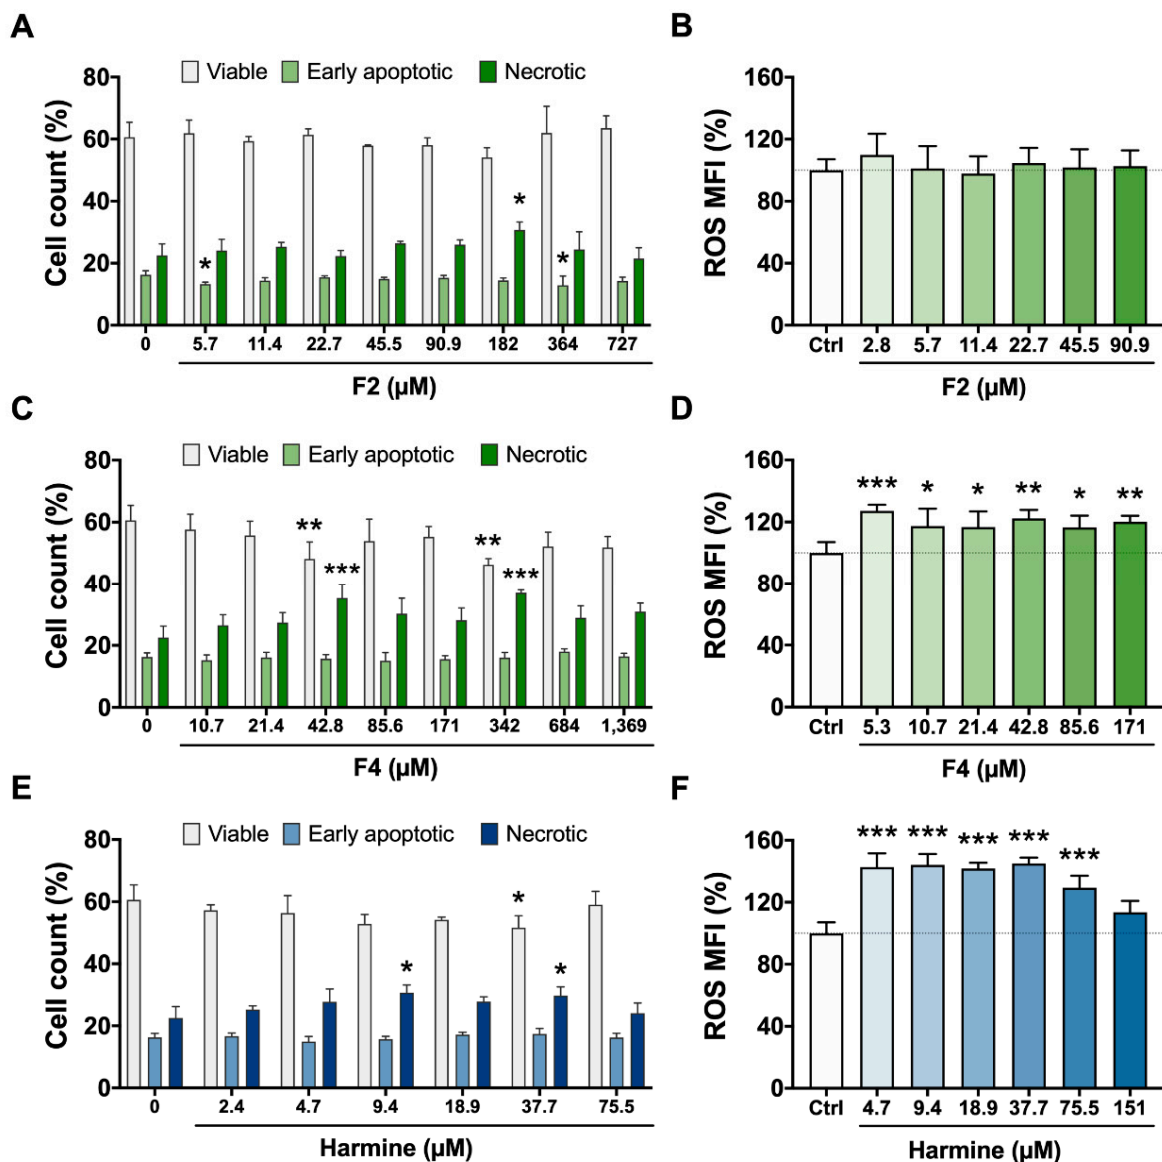 A
Cell count (%)
Viable Early apoptotic Necrotic
80
60
40
20
0
* * *
0 5.7 11.4 22.7 45.5 90.9 182 364 727
F2 (μM)
B
ROS MFI (%)
160
120
80
40
0
Ctrl 2.8 5.7 11.4 22.7 45.5 90.9
F2 (μM)
C
Cell count (%)
Viable Early apoptotic Necrotic
80
60
40
20
0
** *** ** ***
0 10.7 21.4 42.8 85.6 171 342 684 1,369
F4 (μM)
D
ROS MFI (%)
160
120
80
40
0
*** * * ** * **
Ctrl 5.3 10.7 21.4 42.8 85.6 171
F4 (μM)
E
Cell count (%)
Viable Early apoptotic Necrotic
80
60
40
20
0
* * *
0 2.4 4.7 9.4 18.9 37.7 75.5
Harmine (μM)
F
ROS MFI (%)
160
120
80
40
0
*** *** *** *** ***
Ctrl 4.7 9.4 18.9 37.7 75.5 151
Harmine (μM)